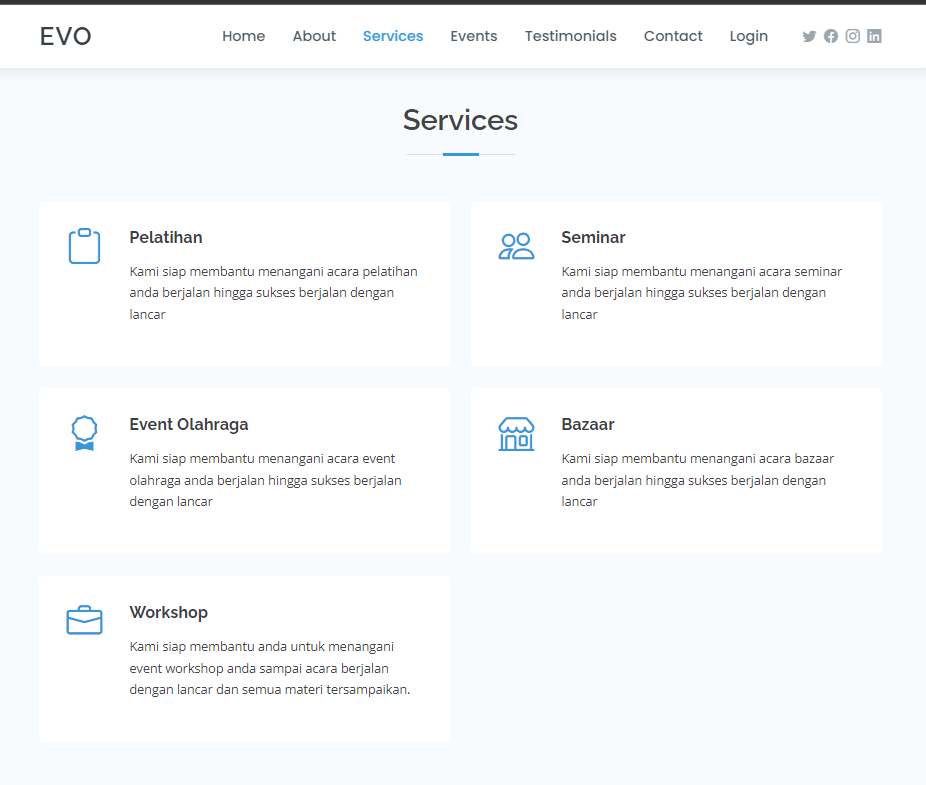 EVO
Home About Services Events Testimonials Contact Login
Services
Pelatihan
Kami siap membantu menangani acara pelatihan
anda berjalan hingga sukses berjalan dengan
lancar
Seminar
Kami siap membantu menangani acara seminar
anda berjalan hingga sukses berjalan dengan
lancar
Event Olahraga
Kami siap membantu menangani acara event
olahraga anda berjalan hingga sukses berjalan
dengan lancar
Bazaar
Kami siap membantu menangani acara bazaar
anda berjalan hingga sukses berjalan dengan
lancar
Workshop
Kami siap membantu anda untuk menangani
event workshop anda sampai acara berjalan
dengan lancar dan semua materi tersampaikan.